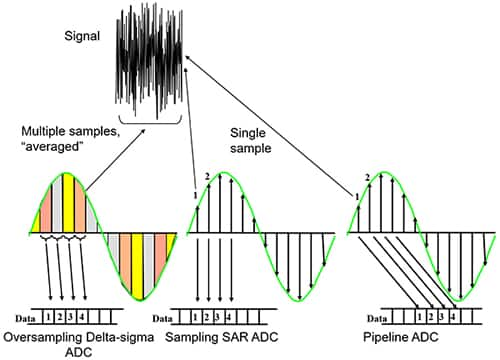 Signal
Multiple samples,
“averaged”
Single
sample
1
2
1
2
Data 1 2 3 4
Data 1 2 3 4
Data 1 2 3 4
Oversampling Delta-sigma
ADC
Sampling SAR ADC
Pipeline ADC